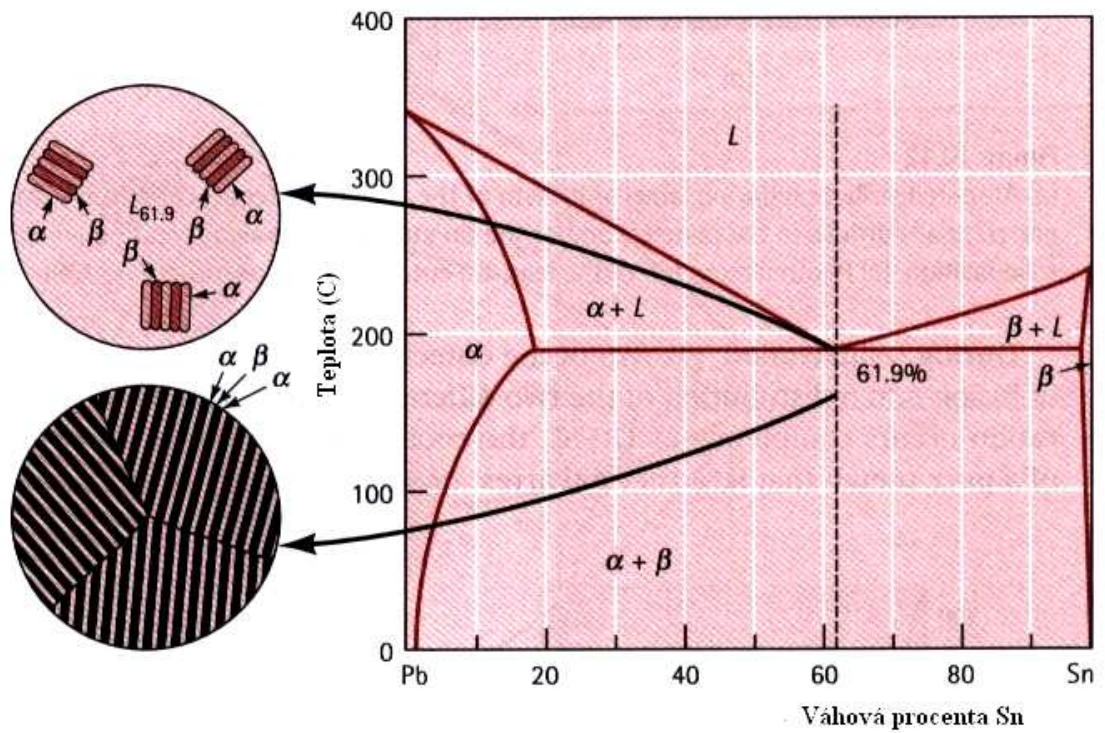 400
300
200
100
0
Teplota (C)
L
α + L
α
β + L
β
61.9%
α + β
Pb
20
40
60
80
Sn
Váhová procenta Sn
L61.9
α
β
β
α
β
α
α
β
α